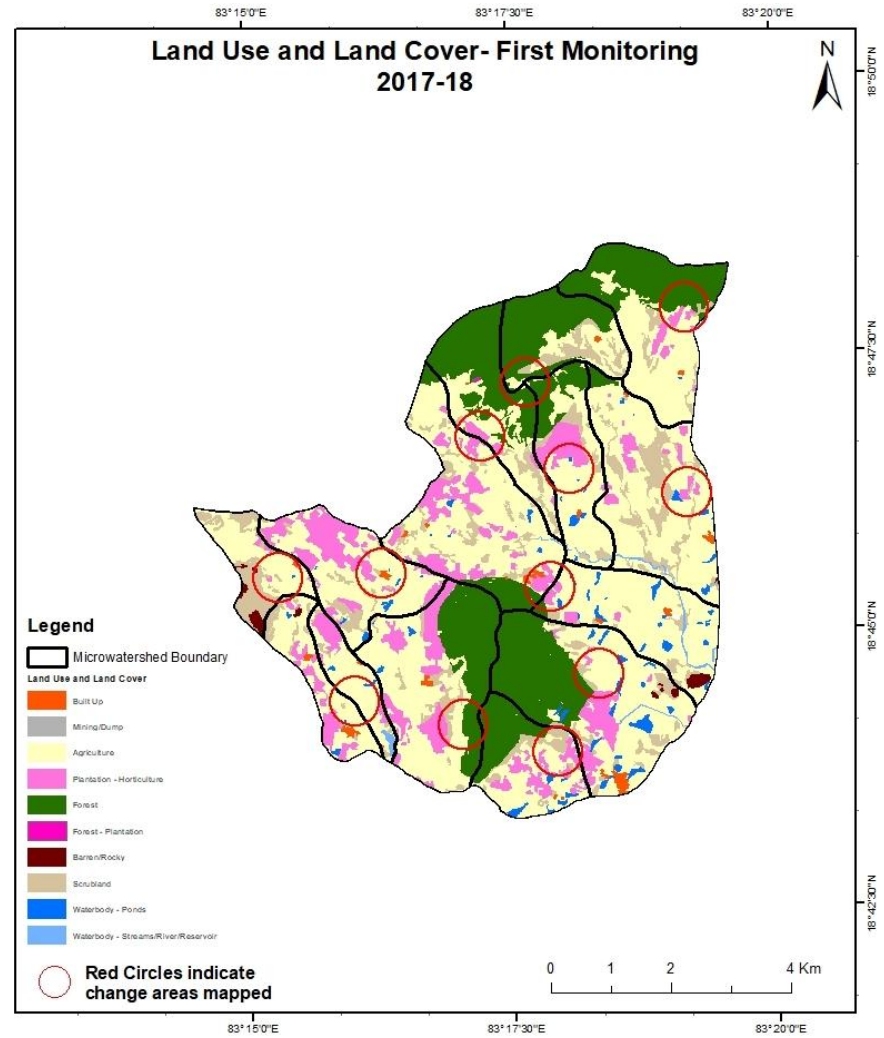 83°15'0"E 83°17'30"E 83°20'0"E
Land Use and Land Cover- First Monitoring
2017-18
N
18°50'0"N
18°47'30"N
18°45'0"N
18°42'30"N
Legend
Microwatershed Boundary
Land Use and Land Cover
Built Up
Mining/Dump
Agriculture
Plantation - Horticulture
Forest
Forest - Plantation
Barren/Rocky
Scrubland
Waterbody - Ponds
Waterbody - Streams/River/Reservoir
Red Circles indicate
change areas mapped
0 1 2 4 Km
83°15'0"E 83°17'30"E 83°20'0"E